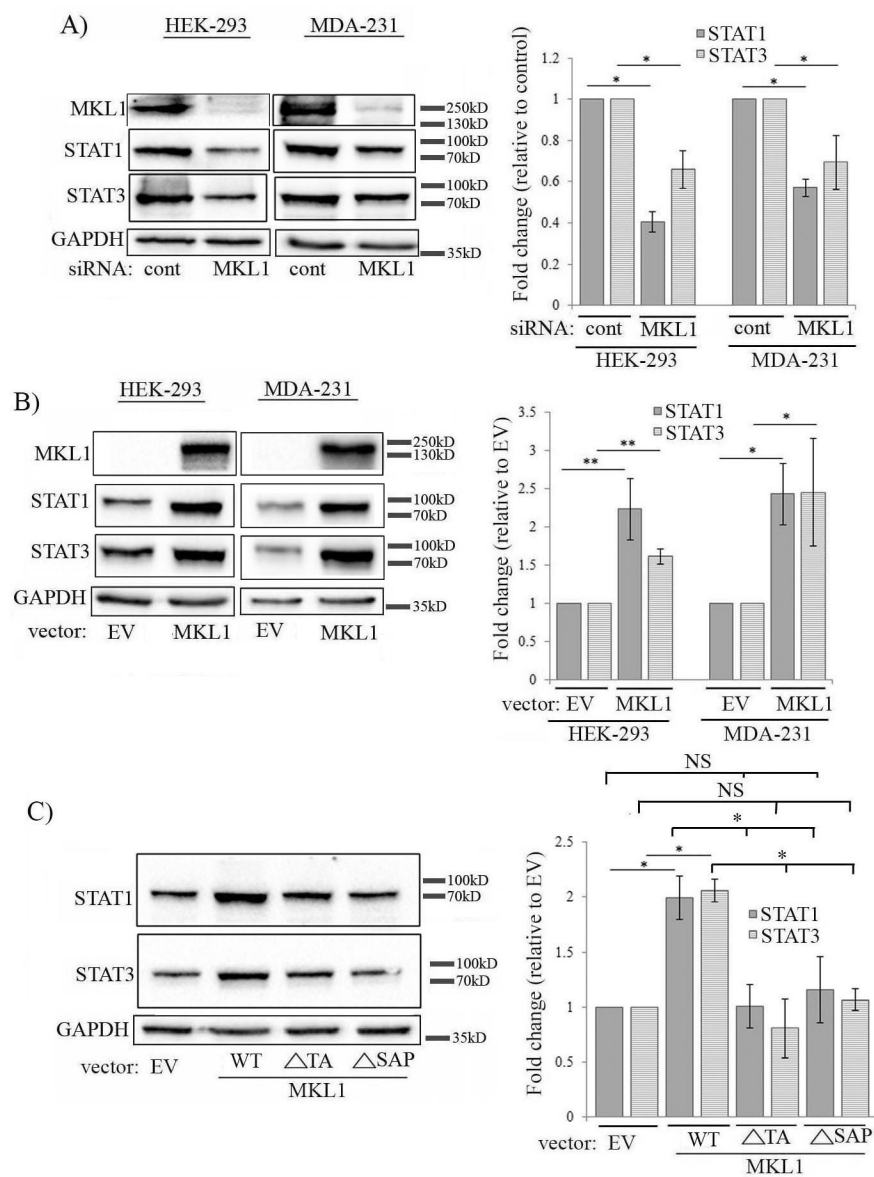 A)
HEK-293 MDA-231
MKL1
250kD
130kD
STAT1
100kD
70kD
STAT3
100kD
70kD
GAPDH
35kD
siRNA: cont MKL1 cont MKL1
Fold change (relative to control)
STAT1
STAT3
* * * *
1.2
1
0.8
0.6
0.4
0.2
0
siRNA: cont MKL1 cont MKL1
HEK-293 MDA-231
B)
HEK-293 MDA-231
MKL1
250kD
130kD
STAT1
100kD
70kD
STAT3
100kD
70kD
GAPDH
35kD
vector: EV MKL1 EV MKL1
Fold change (relative to EV)
STAT1
STAT3
** ** * *
3.5
3
2.5
2
1.5
1
0.5
0
vector: EV MKL1 EV MKL1
HEK-293 MDA-231
C)
STAT1
100kD
70kD
STAT3
100kD
70kD
GAPDH
35kD
vector: EV WT △TA △SAP
MKL1
NS
NS
*
* * *
Fold change (relative to EV)
STAT1
STAT3
2.5
2
1.5
1
0.5
0
vector: EV WT △TA △SAP
MKL1